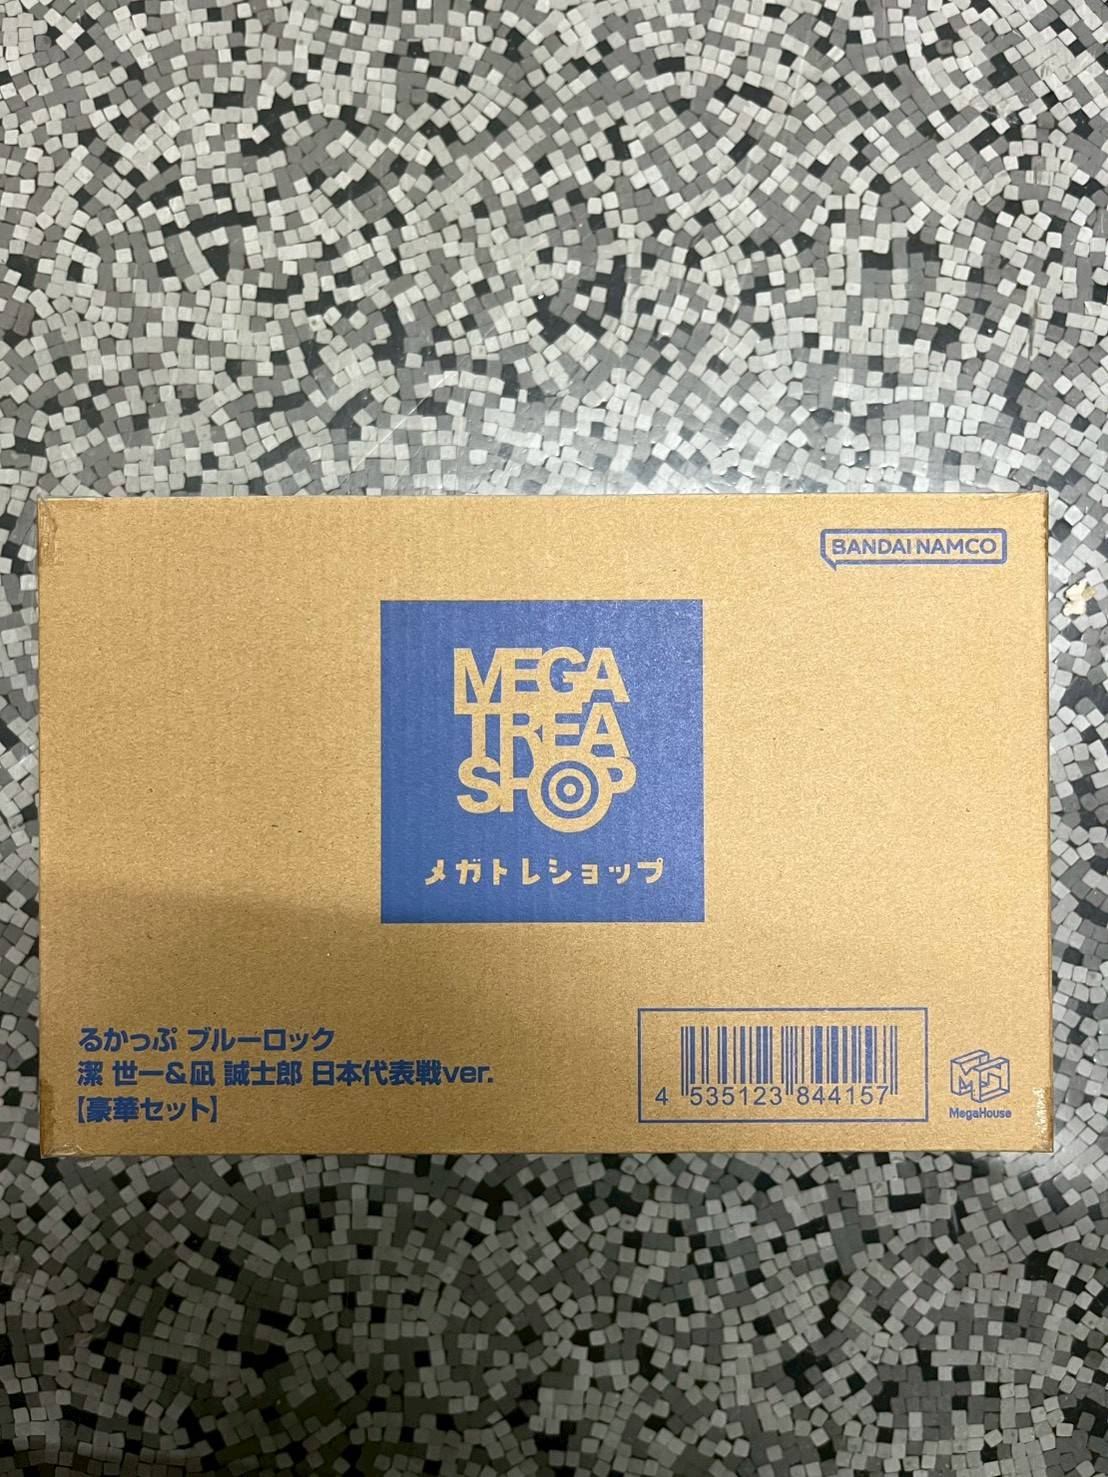 BANDAI NAMCO
MEGA
TREA
SHOP
メガトレショップ
るかっぷ ブルーロック
潔 世一&凪 誠士郎 日本代表戦ver.
【豪華セット】
4 535123 844157
MegaHouse